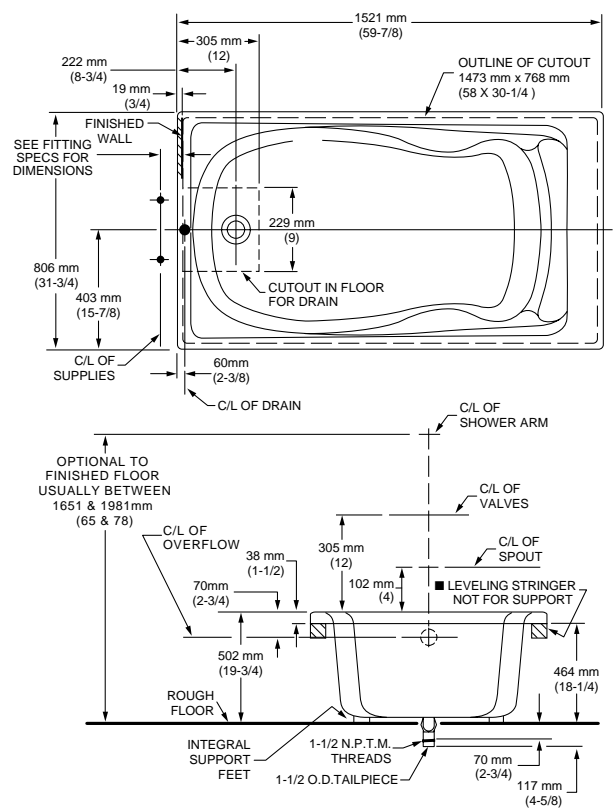 1521 mm
(59-7/8)
305 mm
(12)
222 mm
(8-3/4)
OUTLINE OF CUTOUT
1473 mm x 768 mm
(58 X 30-1/4 )
19 mm
(3/4)
FINISHED
WALL
SEE FITTING
SPECS FOR
DIMENSIONS
229 mm
(9)
806 mm
(31-3/4)
CUTOUT IN FLOOR
FOR DRAIN
403 mm
(15-7/8)
C/L OF
SUPPLIES
60mm
(2-3/8)
C/L OF DRAIN
C/L OF
SHOWER ARM
OPTIONAL TO
FINISHED FLOOR
USUALLY BETWEEN
1651 & 1981mm
(65 & 78)
C/L OF
VALVES
C/L OF
OVERFLOW
305 mm
(12)
C/L OF
SPOUT
38 mm
(1-1/2)
102 mm
(4)
70mm
(2-3/4)
■ LEVELING STRINGER
NOT FOR SUPPORT
502 mm
(19-3/4)
464 mm
(18-1/4)
ROUGH
FLOOR
INTEGRAL
SUPPORT
FEET
1-1/2 N.P.T.M.
THREADS
1-1/2 O.D.TAILPIECE
70 mm
(2-3/4)
117 mm
(4-5/8)